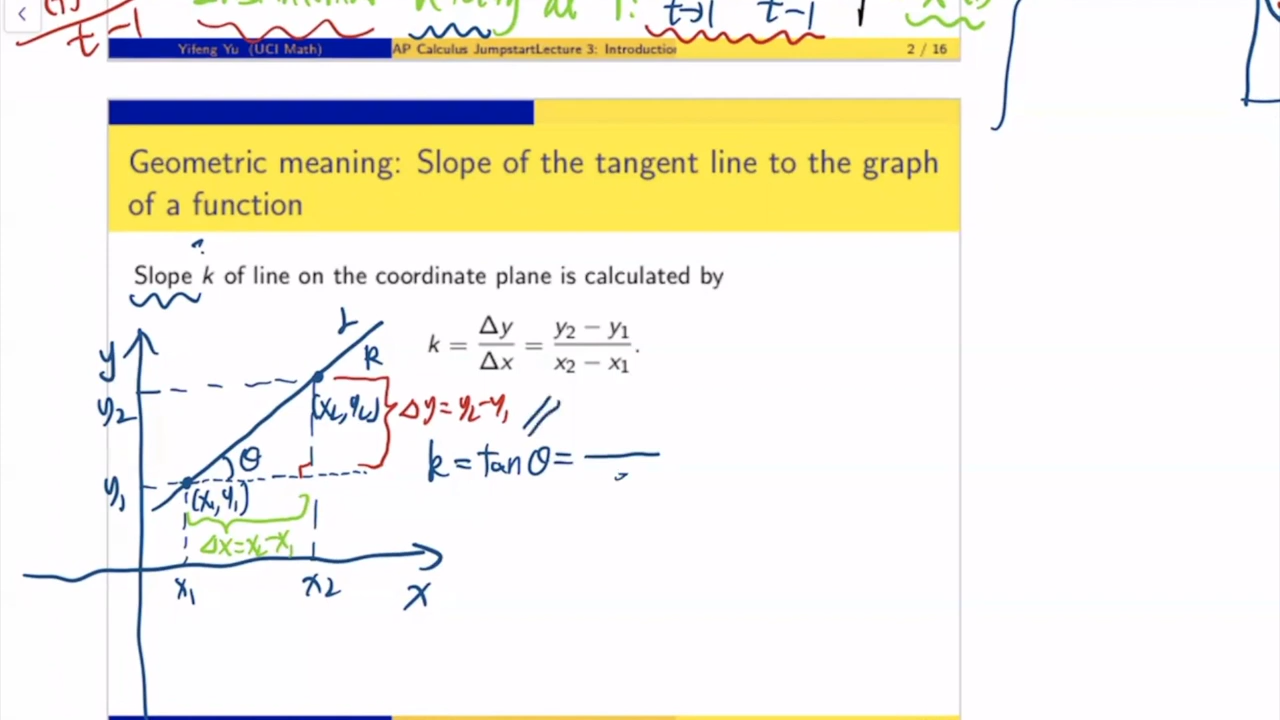 t-1 t→1 t-1
Yifeng Yu (UCI Math) AP Calculus JumpstartLecture 3: Introductio 2 / 16
Geometric meaning: Slope of the tangent line to the graph
of a function
Slope k of line on the coordinate plane is calculated by
k = Δy/Δx = (y₂ − y₁)/(x₂ − x₁).
L
y
k
y2
(x₂, y₂)
Δy = y₂-y₁
θ
k = tan θ =
y₁
(x₁, y₁)
Δx = x₂-x₁
x₁
x2
x